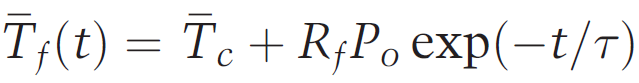 T̄_f(t) = T̄_c + R_f P_o exp(−t/τ)